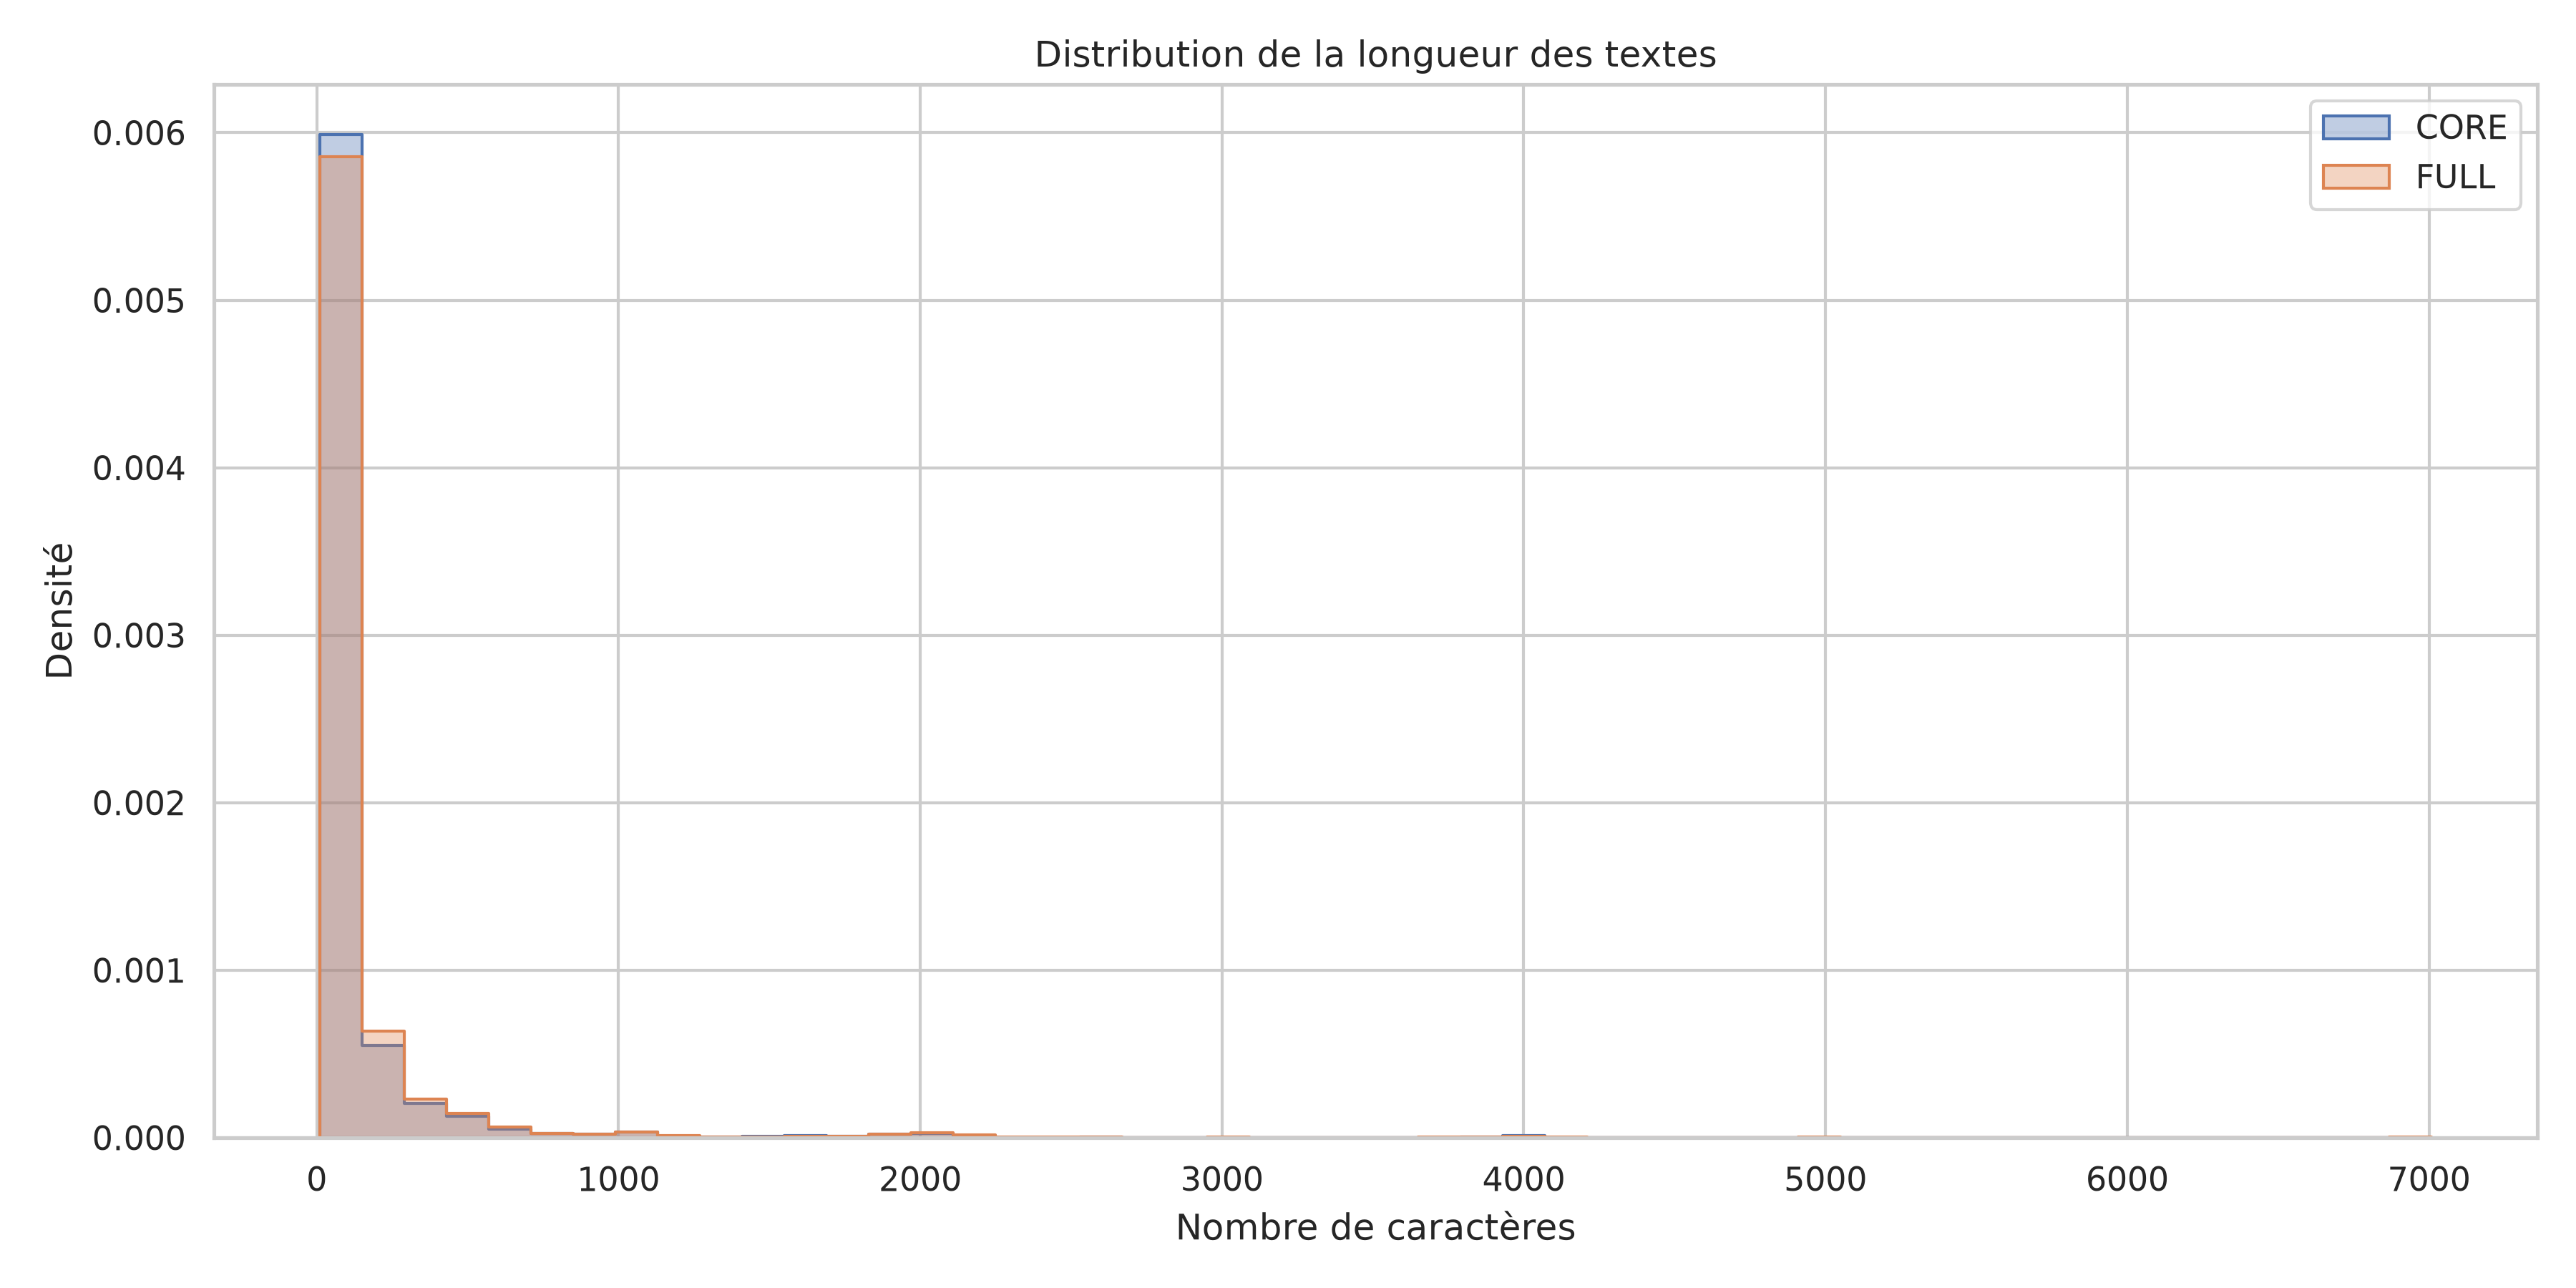 Distribution de la longueur des textes
CORE
FULL
Densité
0.006
0.005
0.004
0.003
0.002
0.001
0.000
0 1000 2000 3000 4000 5000 6000 7000
Nombre de caractères